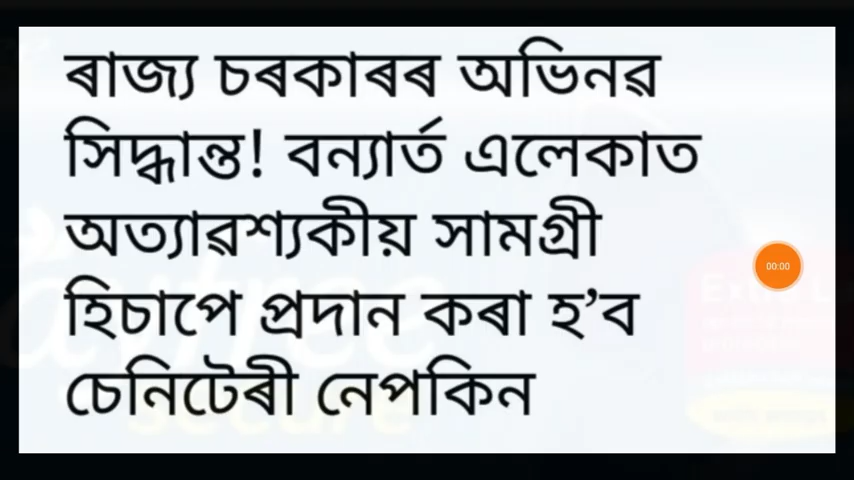 ৰাজ্য চৰকাৰৰ অভিনৱ
সিদ্ধান্ত! বন্যাৰ্ত এলেকাত
অত্যাৱশ্যকীয় সামগ্ৰী
হিচাপে প্ৰদান কৰা হ’ব
চেনিটেৰী নেপকিন
00:00